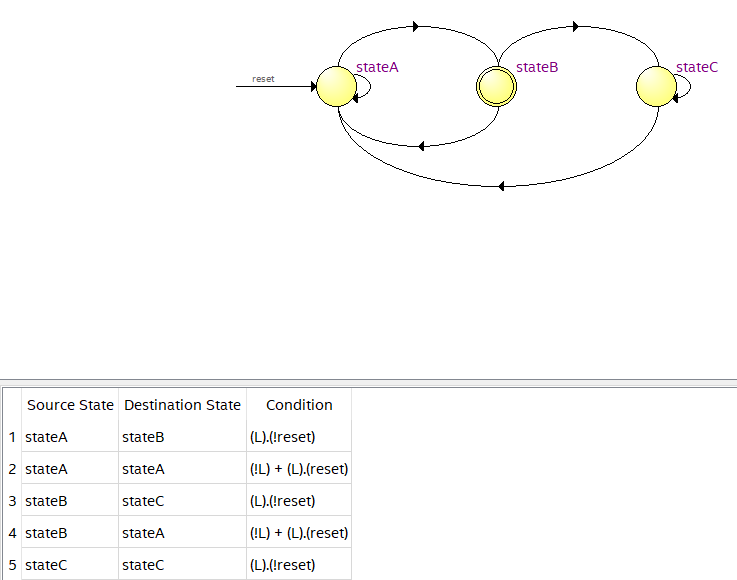 stateA stateB stateC
reset
Source State Destination State Condition
1 stateA stateB (L).(!reset)
2 stateA stateA (!L) + (L).(reset)
3 stateB stateC (L).(!reset)
4 stateB stateA (!L) + (L).(reset)
5 stateC stateC (L).(!reset)